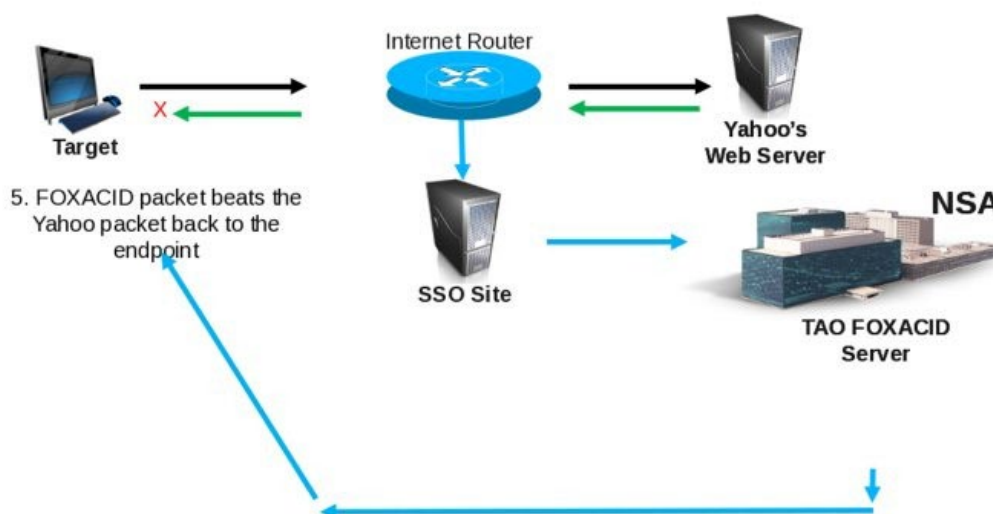 Internet Router
X
Target
Yahoo's
Web Server
5. FOXACID packet beats the
Yahoo packet back to the
endpoint
SSO Site
NSA
TAO FOXACID
Server